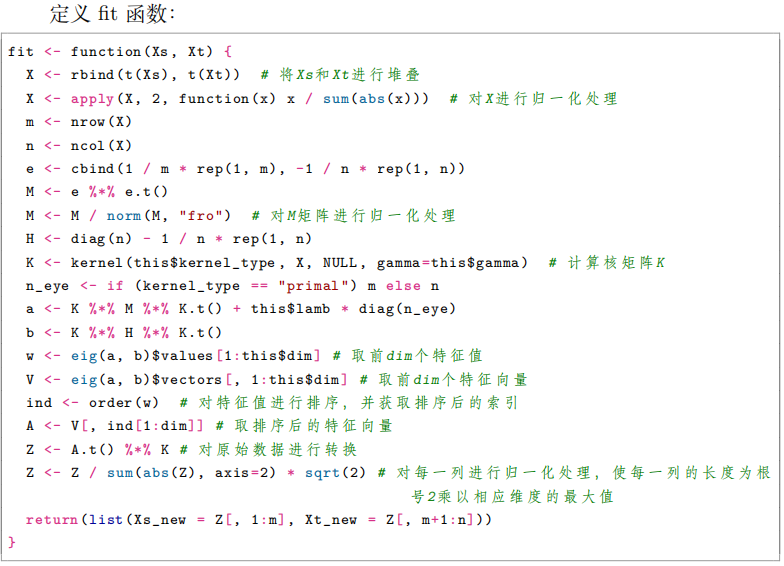 定义 fit 函数：
fit <- function(Xs, Xt) {
X <- rbind(t(Xs), t(Xt))  # 将Xs和Xt进行堆叠
X <- apply(X, 2, function(x) x / sum(abs(x)))  # 对X进行归一化处理
m <- nrow(X)
n <- ncol(X)
e <- cbind(1 / m * rep(1, m), -1 / n * rep(1, n))
M <- e %*% e.t()
M <- M / norm(M, "fro")  # 对M矩阵进行归一化处理
H <- diag(n) - 1 / n * rep(1, n)
K <- kernel(this$kernel_type, X, NULL, gamma=this$gamma)  # 计算核矩阵K
n_eye <- if (kernel_type == "primal") m else n
a <- K %*% M %*% K.t() + this$lamb * diag(n_eye)
b <- K %*% H %*% K.t()
w <- eig(a, b)$values[1:this$dim] # 取前dim个特征值
V <- eig(a, b)$vectors[, 1:this$dim] # 取前dim个特征向量
ind <- order(w)  # 对特征值进行排序，并获取排序后的索引
A <- V[, ind[1:dim]] # 取排序后的特征向量
Z <- A.t() %*% K # 对原始数据进行转换
Z <- Z / sum(abs(Z), axis=2) * sqrt(2) # 对每一列进行归一化处理，使每一列的长度为根
号2乘以相应维度的最大值
return(list(Xs_new = Z[, 1:m], Xt_new = Z[, m+1:n]))
}